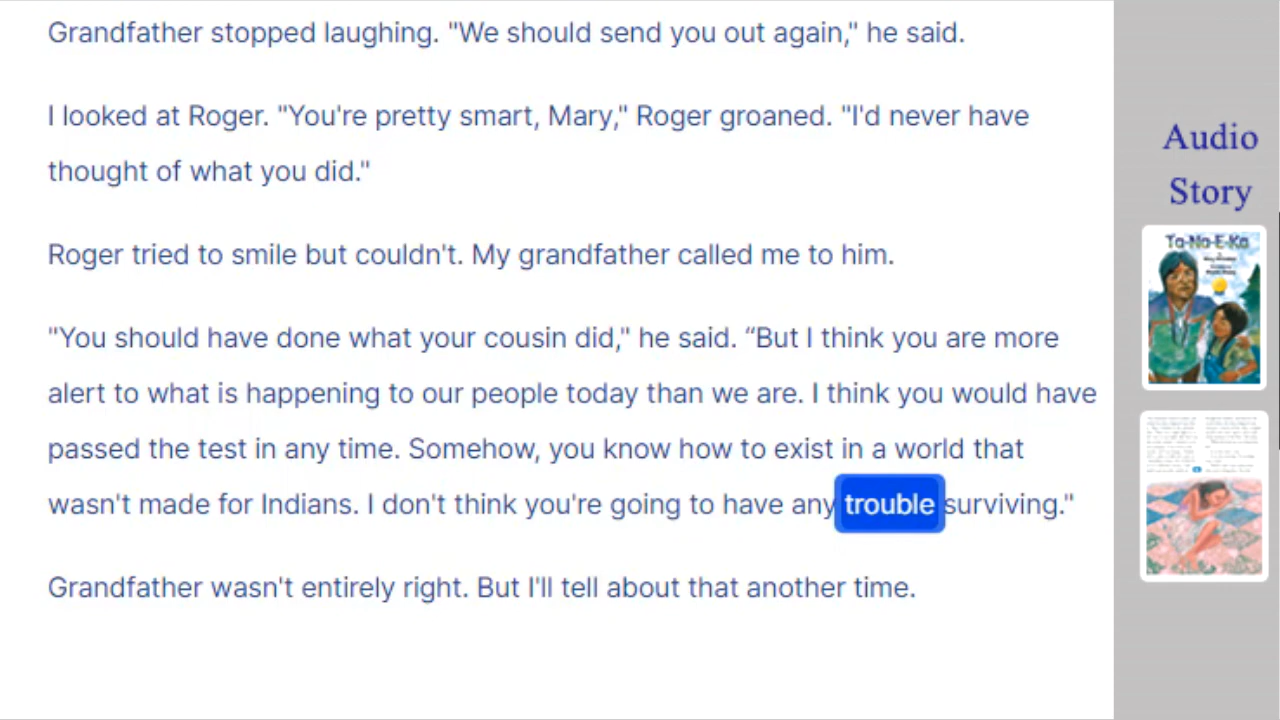 Grandfather stopped laughing. "We should send you out again," he said.
I looked at Roger. "You're pretty smart, Mary," Roger groaned. "I'd never have
thought of what you did."
Roger tried to smile but couldn't. My grandfather called me to him.
"You should have done what your cousin did," he said. “But I think you are more
alert to what is happening to our people today than we are. I think you would have
passed the test in any time. Somehow, you know how to exist in a world that
wasn't made for Indians. I don't think you're going to have any trouble surviving."
Grandfather wasn't entirely right. But I'll tell about that another time.
Audio
Story
Ta-Na-E-Ka